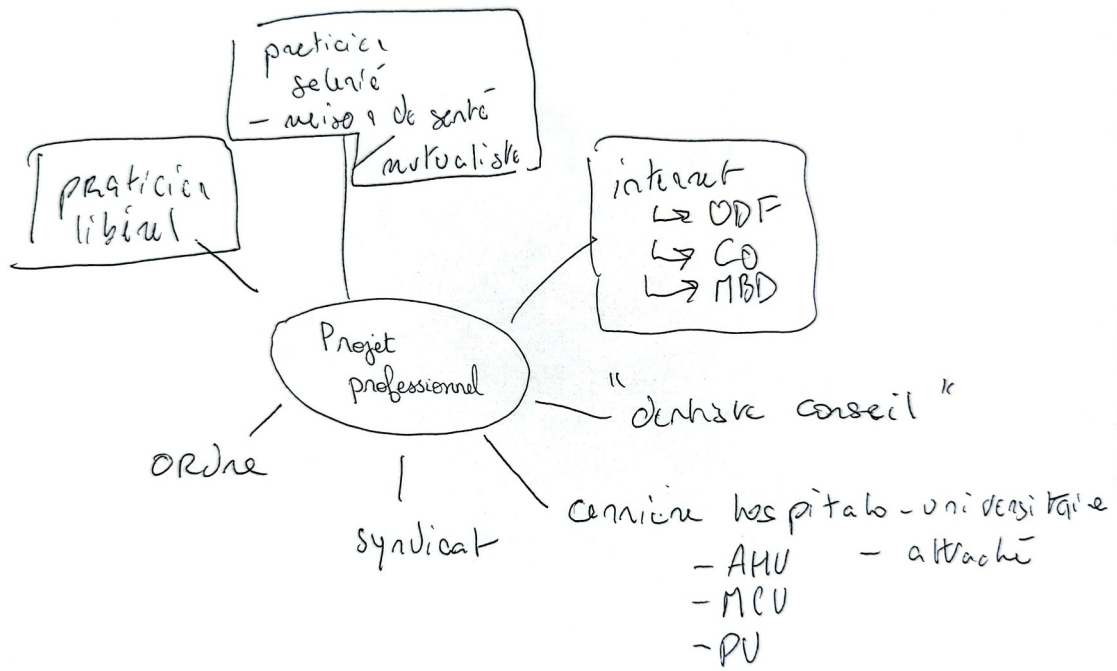 praticien
salarié
- maison de santé
mutualiste
praticien
libéral
internat
↳ ODF
↳ CO
↳ MBD
Projet
professionnel
"dentiste conseil"
ORDRE
syndicat
carrière hospitalo-universitaire
- AHU - attaché
- MCU
- PU